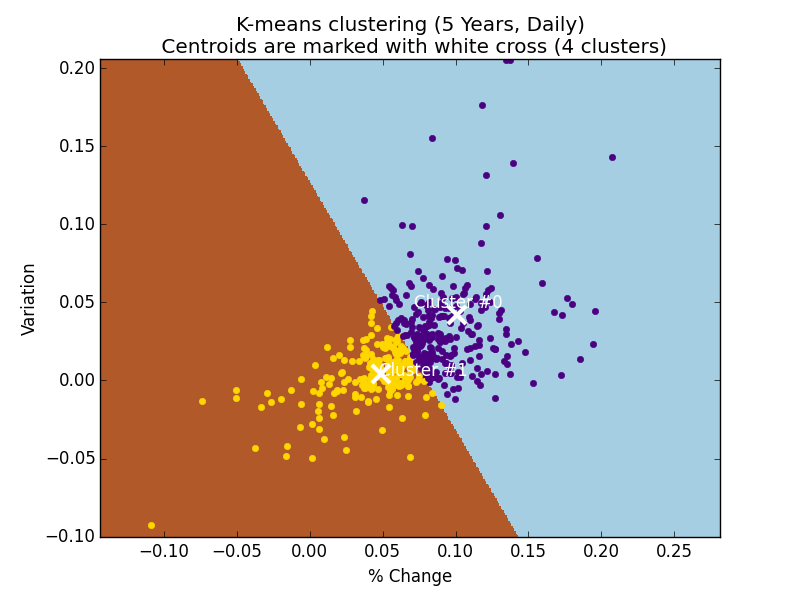 K-means clustering (5 Years, Daily)
Centroids are marked with white cross (4 clusters)
0.20
0.15
0.10
0.05
0.00
−0.05
−0.10
Variation
Cluster #0
Cluster #1
−0.10 −0.05 0.00 0.05 0.10 0.15 0.20 0.25
% Change